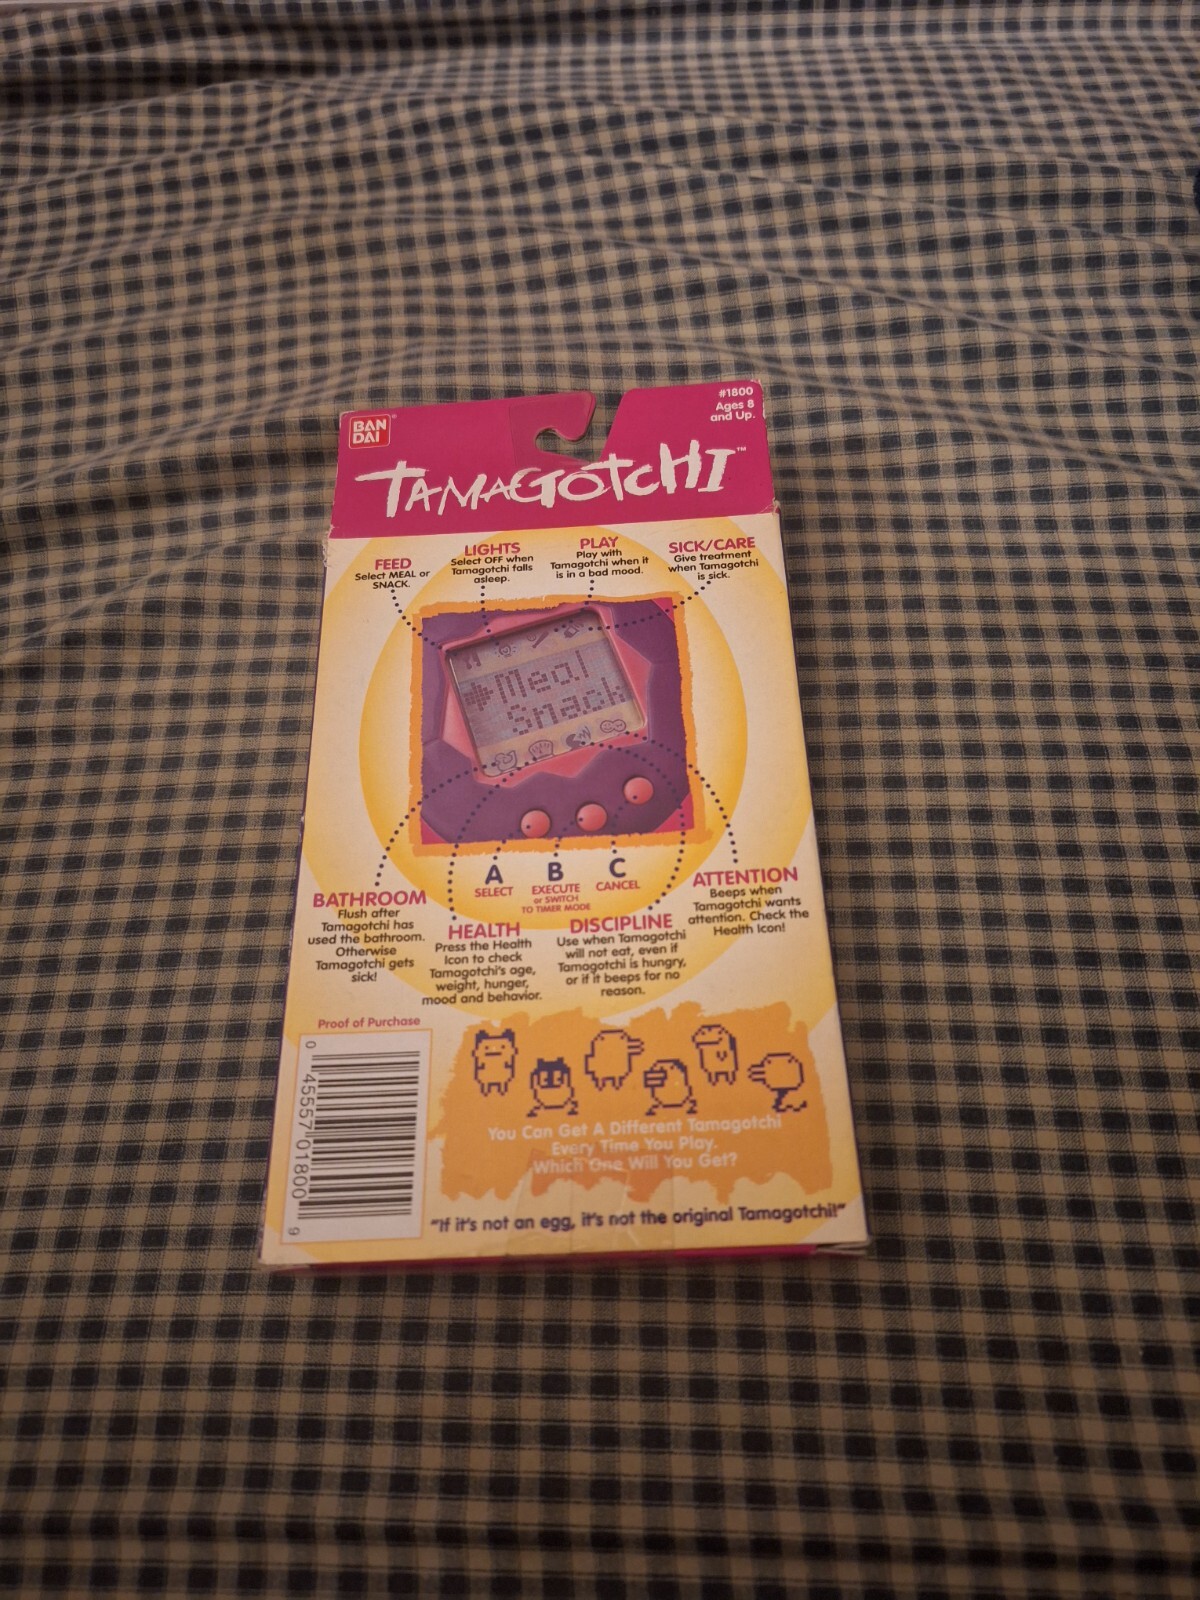 BAN
DAI
®
#1800
Ages 8
and Up.
TAMAGOTCHI™
FEED
Select MEAL or
SNACK.
LIGHTS
Select OFF when
Tamagotchi falls
asleep.
PLAY
Play with
Tamagotchi when it
is in a bad mood.
SICK/CARE
Give treatment
when Tamagotchi
is sick.
Meal
Snack
A
SELECT
B
EXECUTE
or SWITCH
TO TIMER MODE
C
CANCEL
BATHROOM
Flush after
Tamagotchi has
used the bathroom.
Otherwise
Tamagotchi gets
sick!
HEALTH
Press the Health
Icon to check
Tamagotchi's age,
weight, hunger,
mood and behavior.
DISCIPLINE
Use when Tamagotchi
will not eat, even if
Tamagotchi is hungry,
or if it beeps for no
reason.
ATTENTION
Beeps when
Tamagotchi wants
attention. Check the
Health Icon!
Proof of Purchase
0 45557 01800 9
You Can Get A Different Tamagotchi
Every Time You Play.
Which One Will You Get?
"If it's not an egg, it's not the original Tamagotchi!"